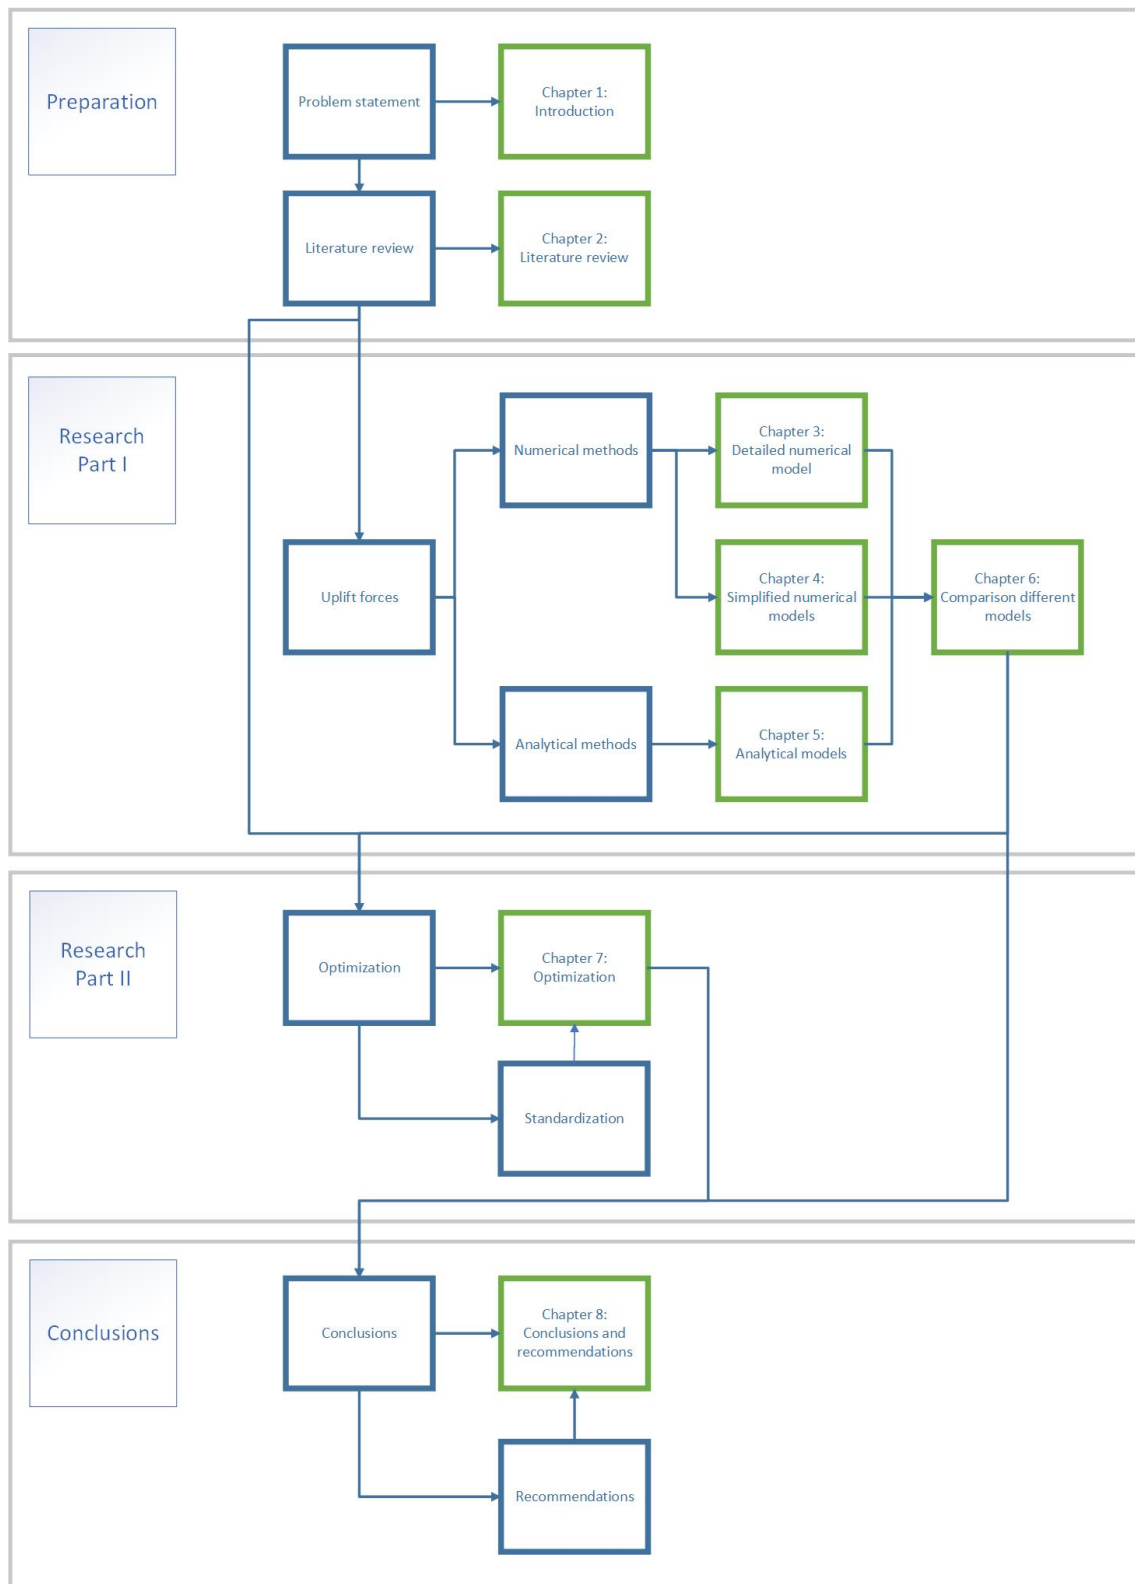 Preparation
Problem statement
Chapter 1:
Introduction
Literature review
Chapter 2:
Literature review
Research
Part I
Numerical methods
Chapter 3:
Detailed numerical
model
Uplift forces
Chapter 4:
Simplified numerical
models
Chapter 6:
Comparison different
models
Analytical methods
Chapter 5:
Analytical models
Research
Part II
Optimization
Chapter 7:
Optimization
Standardization
Conclusions
Conclusions
Chapter 8:
Conclusions and
recommendations
Recommendations